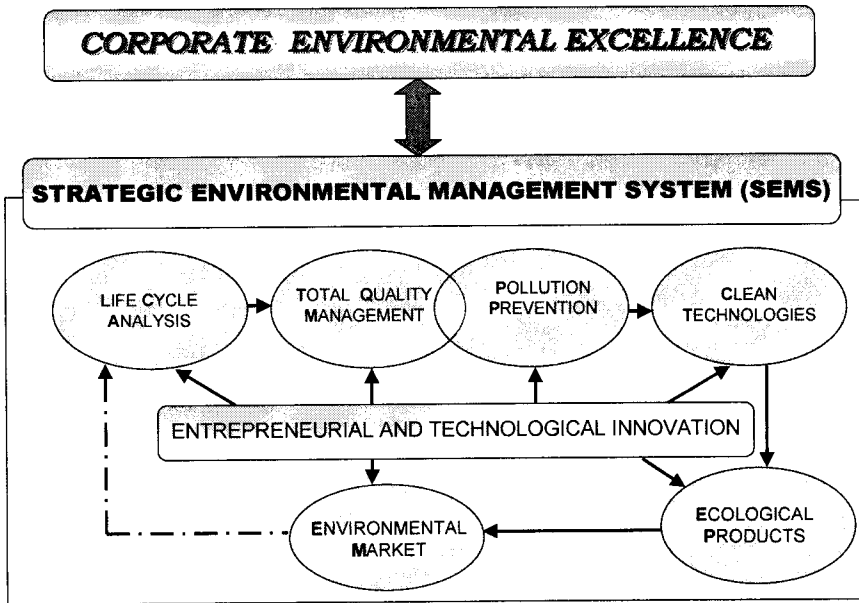 CORPORATE ENVIRONMENTAL EXCELLENCE
STRATEGIC ENVIRONMENTAL MANAGEMENT SYSTEM (SEMS)
LIFE CYCLE
ANALYSIS
TOTAL QUALITY
MANAGEMENT
POLLUTION
PREVENTION
CLEAN
TECHNOLOGIES
ENTREPRENEURIAL AND TECHNOLOGICAL INNOVATION
ENVIRONMENTAL
MARKET
ECOLOGICAL
PRODUCTS